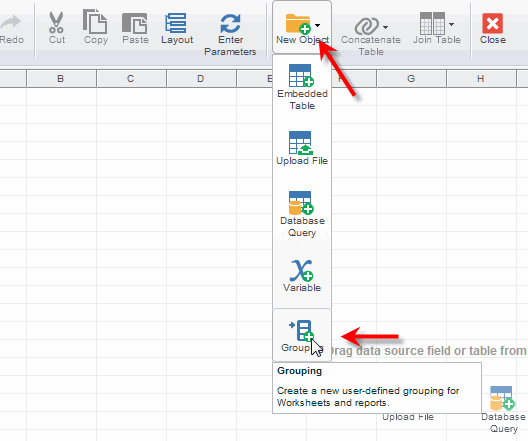 Redo
Cut
Copy
Paste
Layout
Enter
Parameters
New Object
Concatenate
Table
Join Table
Close
B
C
D
E
G
H
Embedded
Table
Upload File
Database
Query
Variable
Drag data source field or table from
Grouping
Create a new user-defined grouping for
Worksheets and reports.
Upload File
Database
Query